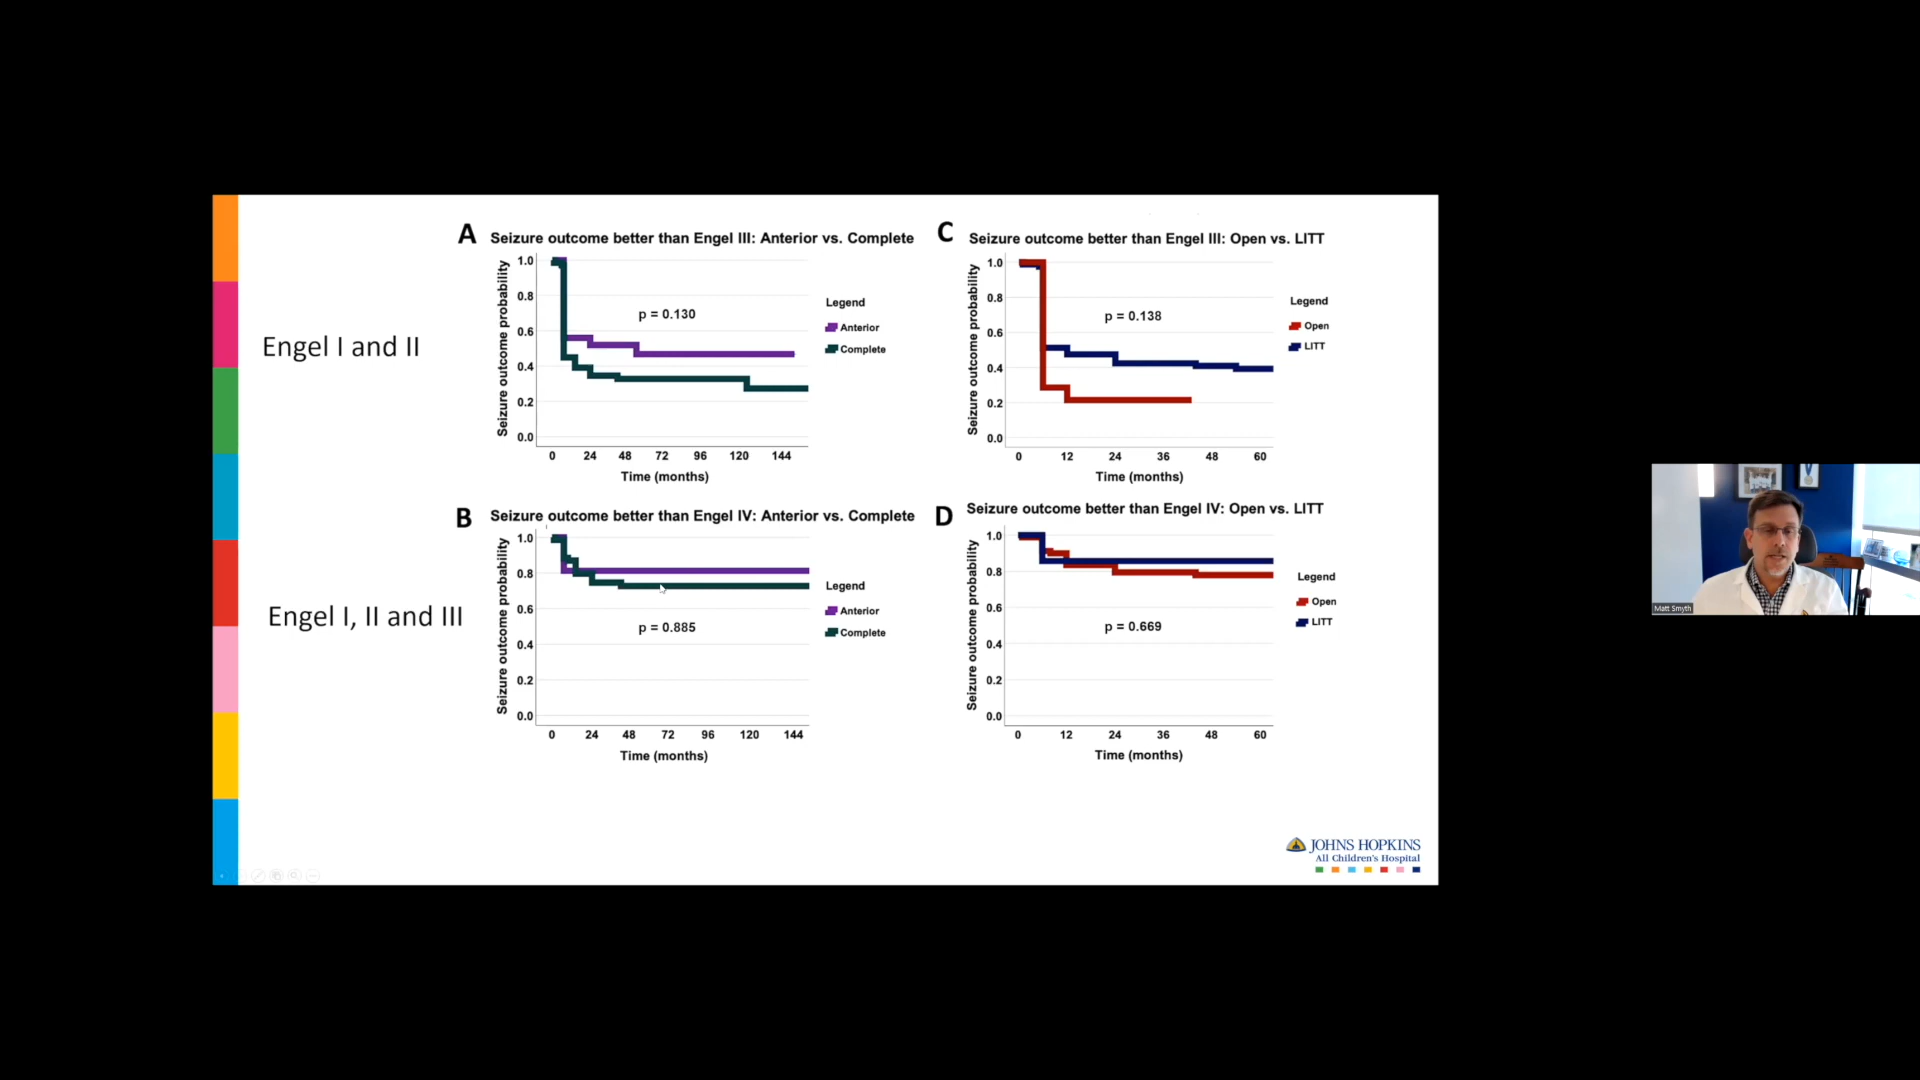 Engel I and II
Engel I, II and III
A
Seizure outcome better than Engel III: Anterior vs. Complete
Seizure outcome probability
1.0
0.8
0.6
0.4
0.2
0.0
p = 0.130
Legend
Anterior
Complete
0 24 48 72 96 120 144
Time (months)
C
Seizure outcome better than Engel III: Open vs. LITT
Seizure outcome probability
1.0
0.8
0.6
0.4
0.2
0.0
p = 0.138
Legend
Open
LITT
0 12 24 36 48 60
Time (months)
B
Seizure outcome better than Engel IV: Anterior vs. Complete
Seizure outcome probability
1.0
0.8
0.6
0.4
0.2
0.0
p = 0.885
Legend
Anterior
Complete
0 24 48 72 96 120 144
Time (months)
D
Seizure outcome better than Engel IV: Open vs. LITT
Seizure outcome probability
1.0
0.8
0.6
0.4
0.2
0.0
p = 0.669
Legend
Open
LITT
0 12 24 36 48 60
Time (months)
JOHNS HOPKINS
All Children's Hospital
Matt Smyth